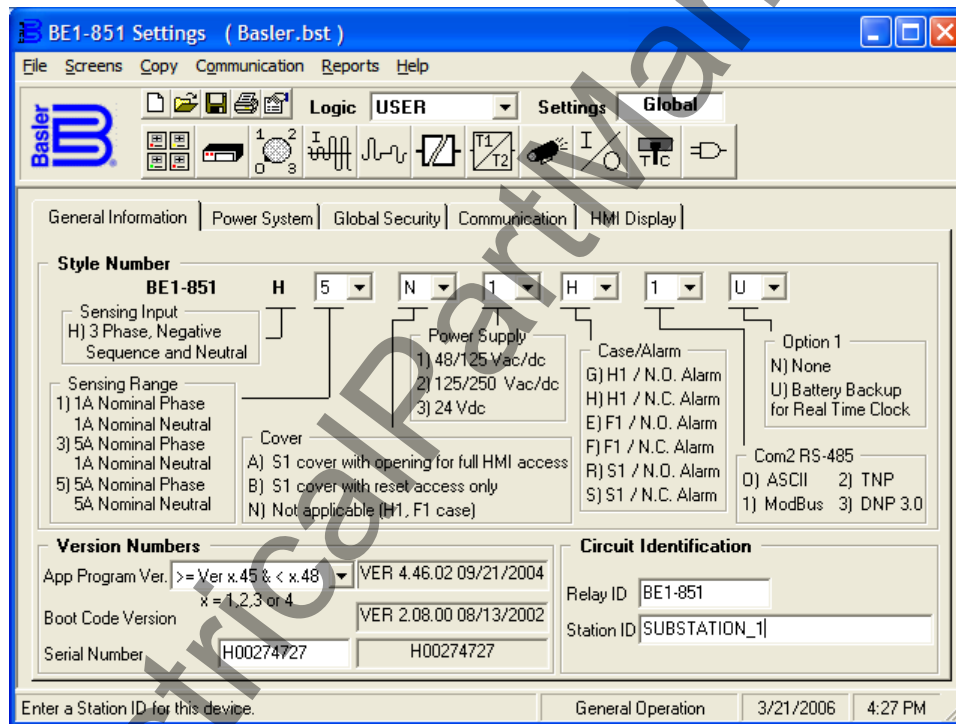 BE1-851 Settings ( Basler.bst )
File Screens Copy Communication Reports Help
Basler
Logic USER Settings Global
1 2 0 3 I T1 T2 I O T C
General Information Power System Global Security Communication HMI Display
Style Number
BE1-851 H 5 N 1 H 1 U
Sensing Input
H) 3 Phase, Negative
Sequence and Neutral
Sensing Range
1) 1A Nominal Phase
1A Nominal Neutral
3) 5A Nominal Phase
1A Nominal Neutral
5) 5A Nominal Phase
5A Nominal Neutral
Cover
A) S1 cover with opening for full HMI access
B) S1 cover with reset access only
N) Not applicable (H1, F1 case)
Power Supply
1) 48/125 Vac/dc
2) 125/250 Vac/dc
3) 24 Vdc
Case/Alarm
G) H1 / N.O. Alarm
H) H1 / N.C. Alarm
E) F1 / N.O. Alarm
F) F1 / N.C. Alarm
R) S1 / N.O. Alarm
S) S1 / N.C. Alarm
Option 1
N) None
U) Battery Backup
for Real Time Clock
Com2 RS-485
0) ASCII 2) TNP
1) ModBus 3) DNP 3.0
Version Numbers
App Program Ver. >= Ver x.45 & < x.48 VER 4.46.02 09/21/2004
x = 1,2,3 or 4
Boot Code Version VER 2.08.00 08/13/2002
Serial Number H00274727 H00274727
Circuit Identification
Relay ID BE1-851
Station ID SUBSTATION_1
Enter a Station ID for this device. General Operation 3/21/2006 4:27 PM